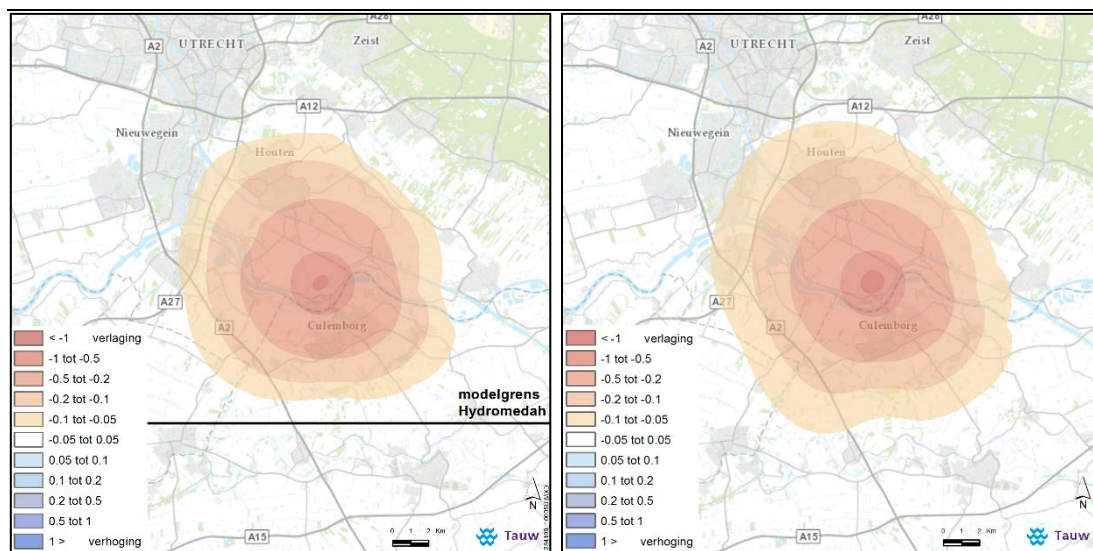 A28
A2
UTRECHT
Zeist
A12
Nieuwegein
Houten
A27
A2
Culemborg
< -1 verlaging
-1 tot -0.5
-0.5 tot -0.2
-0.2 tot -0.1
-0.1 tot -0.05
-0.05 tot 0.05
0.05 tot 0.1
0.1 tot 0.2
0.2 tot 0.5
0.5 tot 1
1 > verhoging
modelgrens
Hydromedah
A15
0 1 2 Km
N
Tauw
A28
A2
UTRECHT
Zeist
A12
Nieuwegein
Houten
A27
A2
Culemborg
< -1 verlaging
-1 tot -0.5
-0.5 tot -0.2
-0.2 tot -0.1
-0.1 tot -0.05
-0.05 tot 0.05
0.05 tot 0.1
0.1 tot 0.2
0.2 tot 0.5
0.5 tot 1
1 > verhoging
A15
0 1 2 Km
N
Tauw